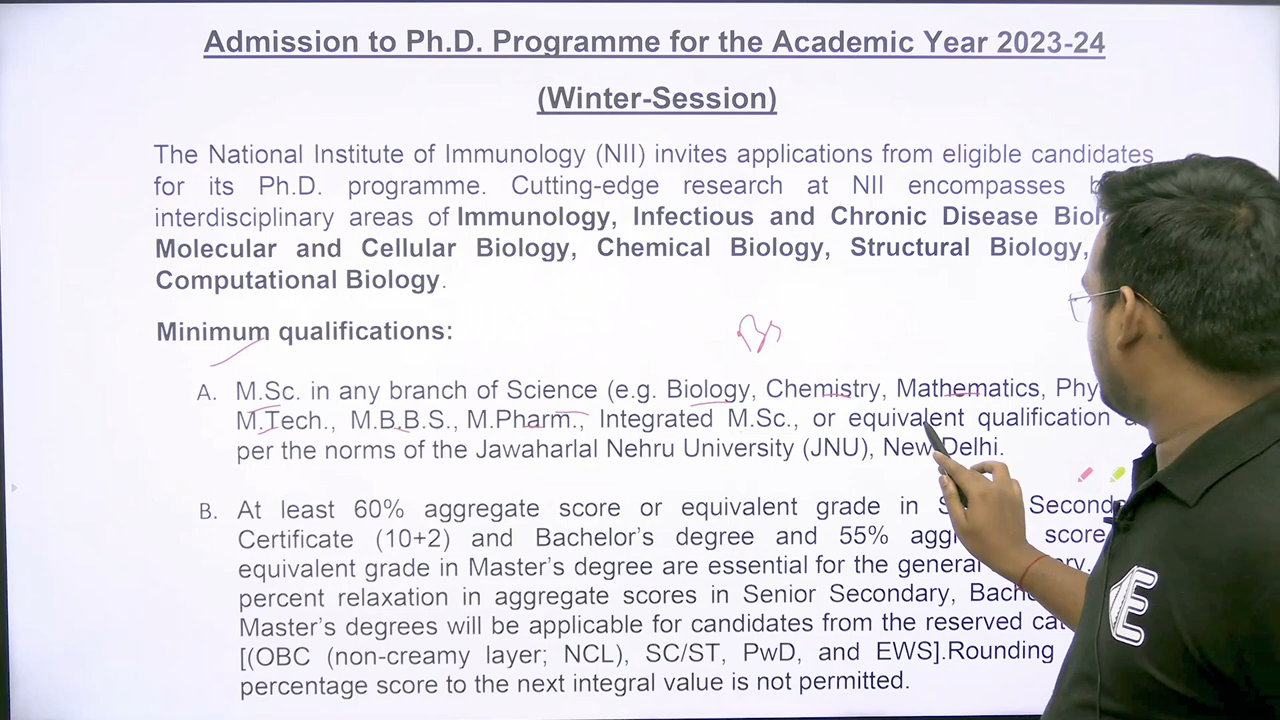 Admission to Ph.D. Programme for the Academic Year 2023-24
(Winter-Session)
The National Institute of Immunology (NII) invites applications from eligible candidates
for its Ph.D. programme. Cutting-edge research at NII encompasses
interdisciplinary areas of Immunology, Infectious and Chronic Disease
Molecular and Cellular Biology, Chemical Biology, Structural Biology,
Computational Biology.
Minimum qualifications:
A. M.Sc. in any branch of Science (e.g. Biology, Chemistry, Mathematics,
M.Tech., M.B.B.S., M.Pharm., Integrated M.Sc., or equivalent qualification
per the norms of the Jawaharlal Nehru University (JNU), New Delhi.
B. At least 60% aggregate score or equivalent grade in
Certificate (10+2) and Bachelor's degree and 55% score
equivalent grade in Master's degree are essential for the general
percent relaxation in aggregate scores in Senior Secondary,
Master's degrees will be applicable for candidates from the reserved
[(OBC (non-creamy layer; NCL), SC/ST, PwD, and EWS].Rounding
percentage score to the next integral value is not permitted.
E